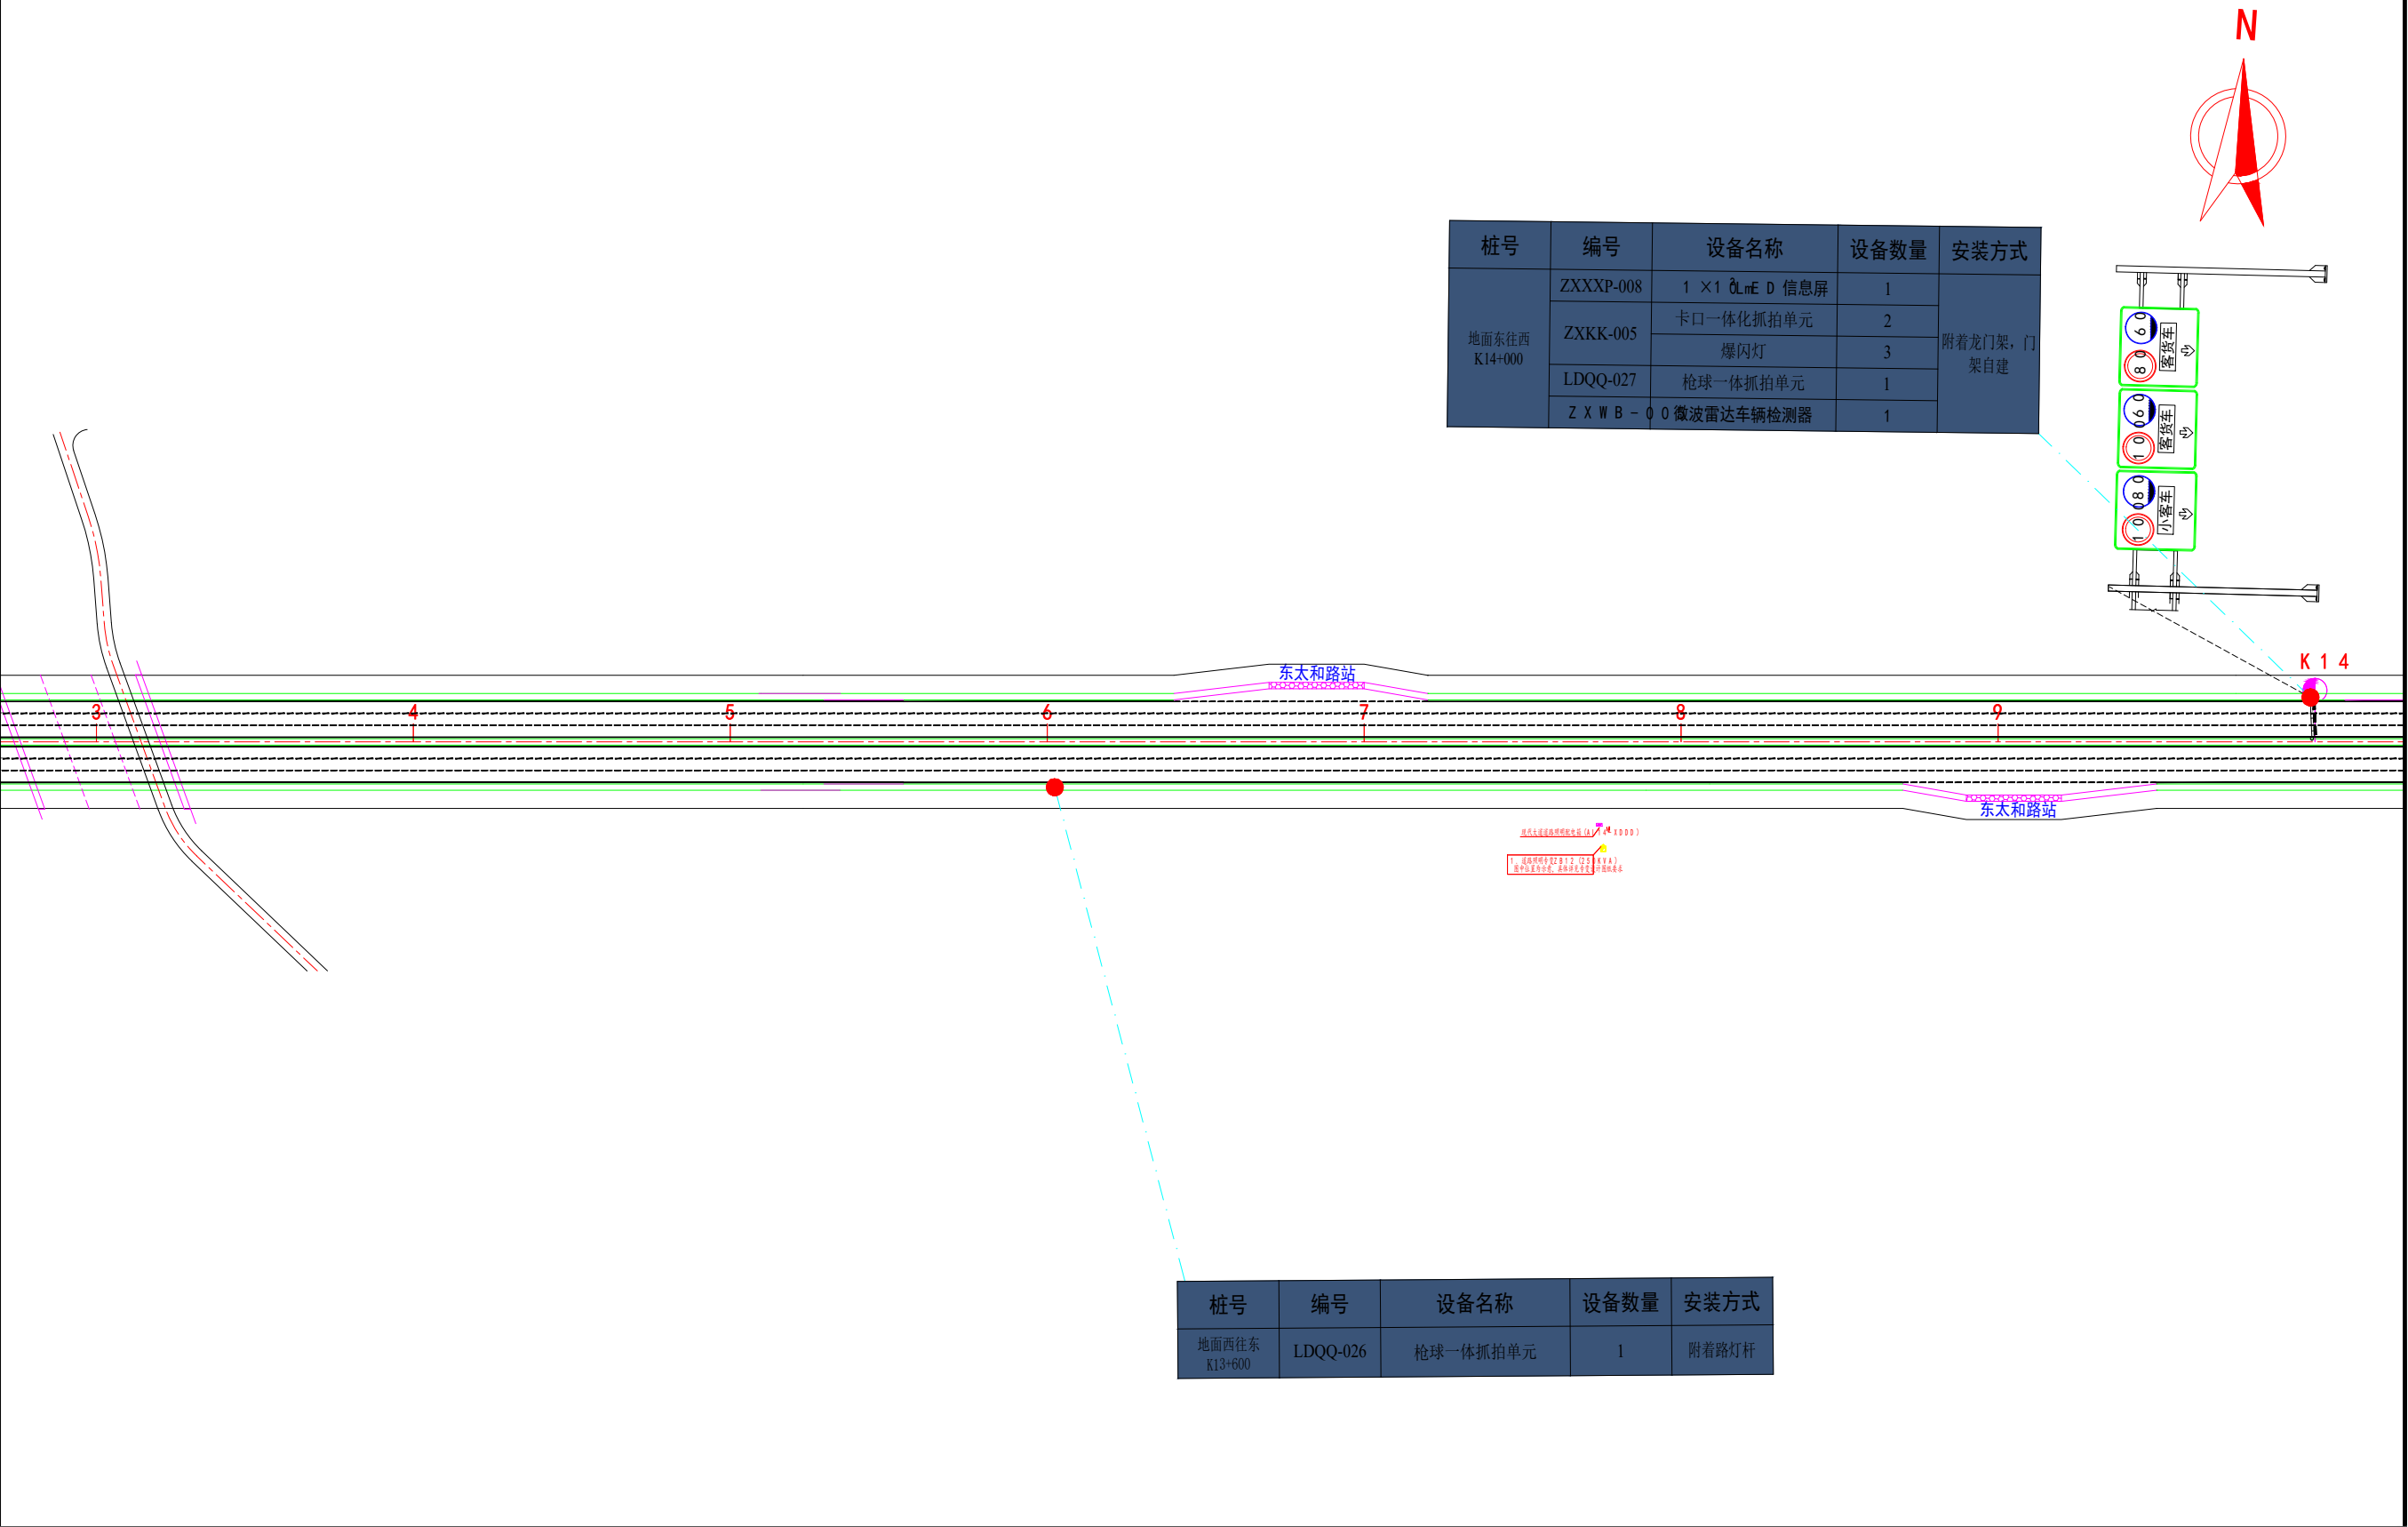 N
桩号 编号 设备名称 设备数量 安装方式
地面东往西
K14+000
ZXXXP-008 信息屏 1
ZXKK-005 卡口一体化抓拍单元 2
爆闪灯 3
LDQQ-027 枪球一体抓拍单元 1
微波雷达车辆检测器 1
附着龙门架，门
架自建
80 60 客货车
100 60 客货车
100 80 小客车
K14
东太和路站
3 4 5 6 7 8 9
东太和路站
桩号 编号 设备名称 设备数量 安装方式
地面西往东
K13+600
LDQQ-026 枪球一体抓拍单元 1 附着路灯杆